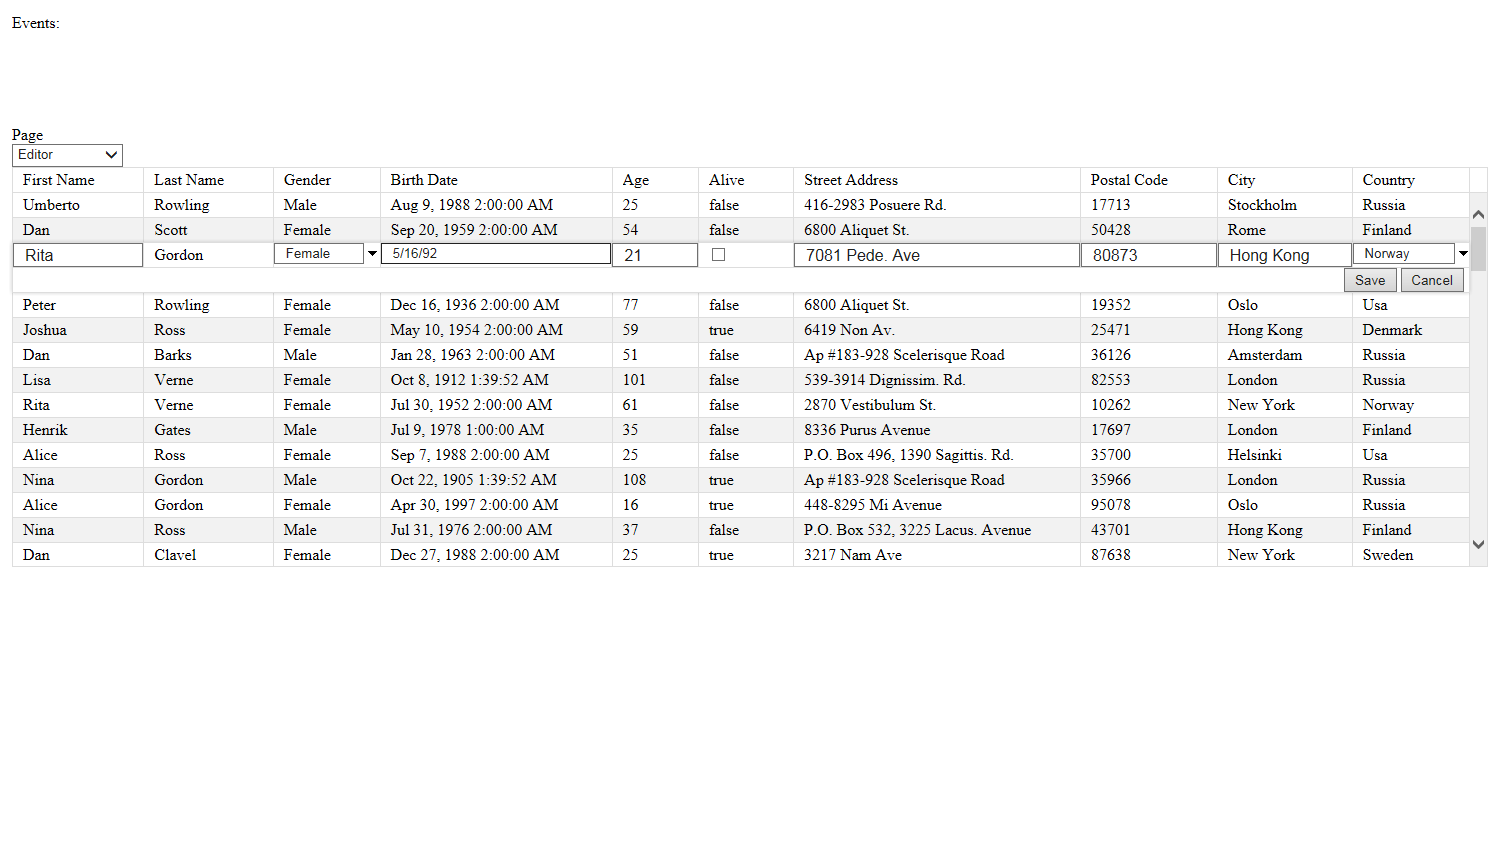 Events:
Page
Editor
First Name Last Name Gender Birth Date Age Alive Street Address Postal Code City Country
Umberto Rowling Male Aug 9, 1988 2:00:00 AM 25 false 416-2983 Posuere Rd. 17713 Stockholm Russia
Dan Scott Female Sep 20, 1959 2:00:00 AM 54 false 6800 Aliquet St. 50428 Rome Finland
Rita Gordon Female 5/16/92 21 7081 Pede. Ave 80873 Hong Kong Norway
Save Cancel
Peter Rowling Female Dec 16, 1936 2:00:00 AM 77 false 6800 Aliquet St. 19352 Oslo Usa
Joshua Ross Female May 10, 1954 2:00:00 AM 59 true 6419 Non Av. 25471 Hong Kong Denmark
Dan Barks Male Jan 28, 1963 2:00:00 AM 51 false Ap #183-928 Scelerisque Road 36126 Amsterdam Russia
Lisa Verne Female Oct 8, 1912 1:39:52 AM 101 false 539-3914 Dignissim. Rd. 82553 London Russia
Rita Verne Female Jul 30, 1952 2:00:00 AM 61 false 2870 Vestibulum St. 10262 New York Norway
Henrik Gates Male Jul 9, 1978 1:00:00 AM 35 false 8336 Purus Avenue 17697 London Finland
Alice Ross Female Sep 7, 1988 2:00:00 AM 25 false P.O. Box 496, 1390 Sagittis. Rd. 35700 Helsinki Usa
Nina Gordon Male Oct 22, 1905 1:39:52 AM 108 true Ap #183-928 Scelerisque Road 35966 London Russia
Alice Gordon Female Apr 30, 1997 2:00:00 AM 16 true 448-8295 Mi Avenue 95078 Oslo Russia
Nina Ross Male Jul 31, 1976 2:00:00 AM 37 false P.O. Box 532, 3225 Lacus. Avenue 43701 Hong Kong Finland
Dan Clavel Female Dec 27, 1988 2:00:00 AM 25 true 3217 Nam Ave 87638 New York Sweden